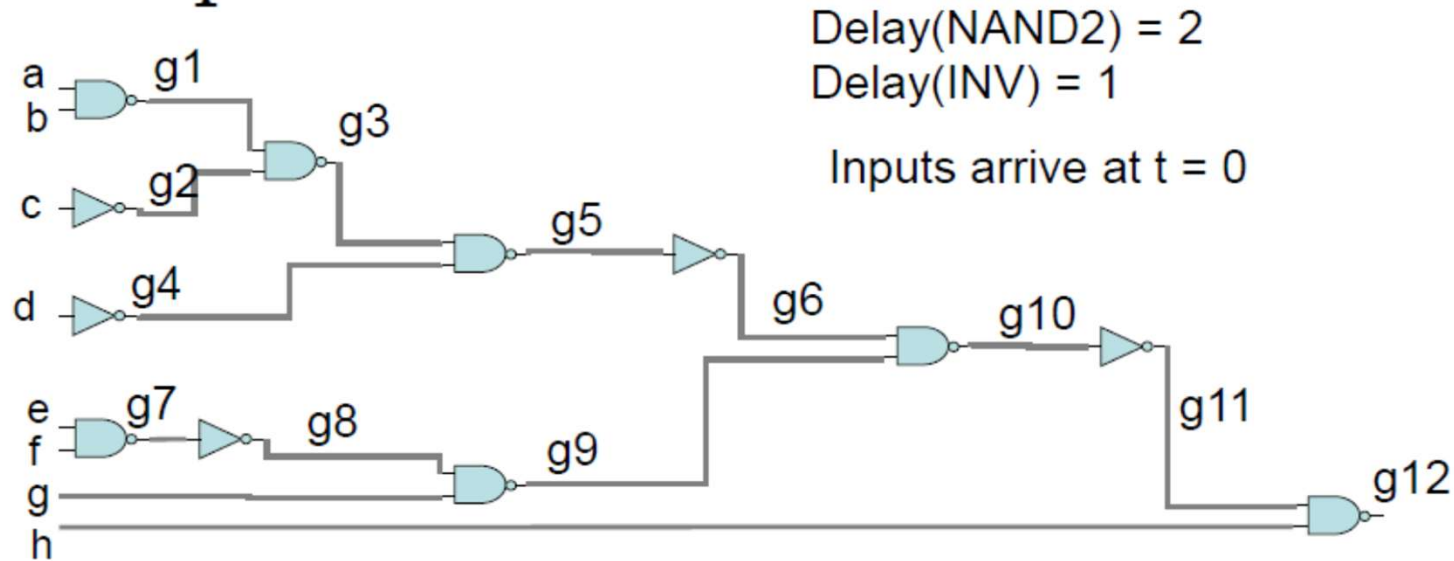 Delay(NAND2) = 2
Delay(INV) = 1
Inputs arrive at t = 0
a
b
g1
g3
c
g2
g5
d
g4
g6
g10
e
f
g7
g8
g11
g9
g
g12
h